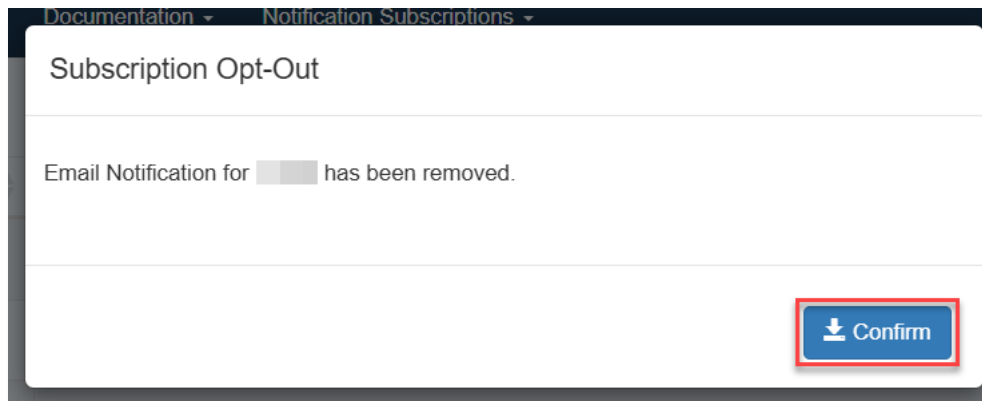 Documentation Notification Subscriptions
Subscription Opt-Out
Email Notification for has been removed.
Confirm